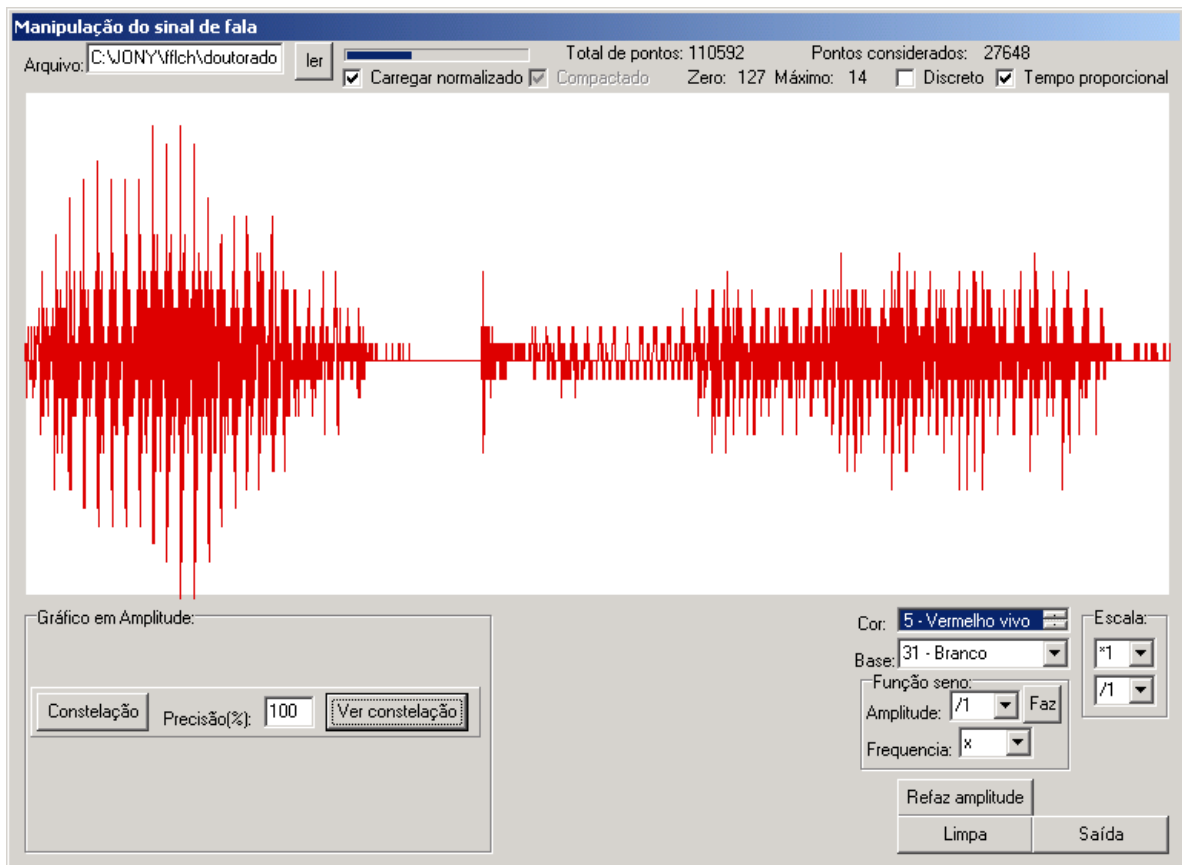 Manipulação do sinal de fala
Arquivo: C:\JONY\fflch\doutorado ler Total de pontos: 110592 Pontos considerados: 27648
Carregar normalizado Compactado Zero: 127 Máximo: 14 Discreto Tempo proporcional
Gráfico em Amplitude:
Constelação Precisão(%): 100 Ver constelação
Cor: 5 - Vermelho vivo
Base: 31 - Branco
Função seno:
Amplitude: /1 Faz
Frequencia: x
Escala:
*1
/1
Refaz amplitude
Limpa Saída